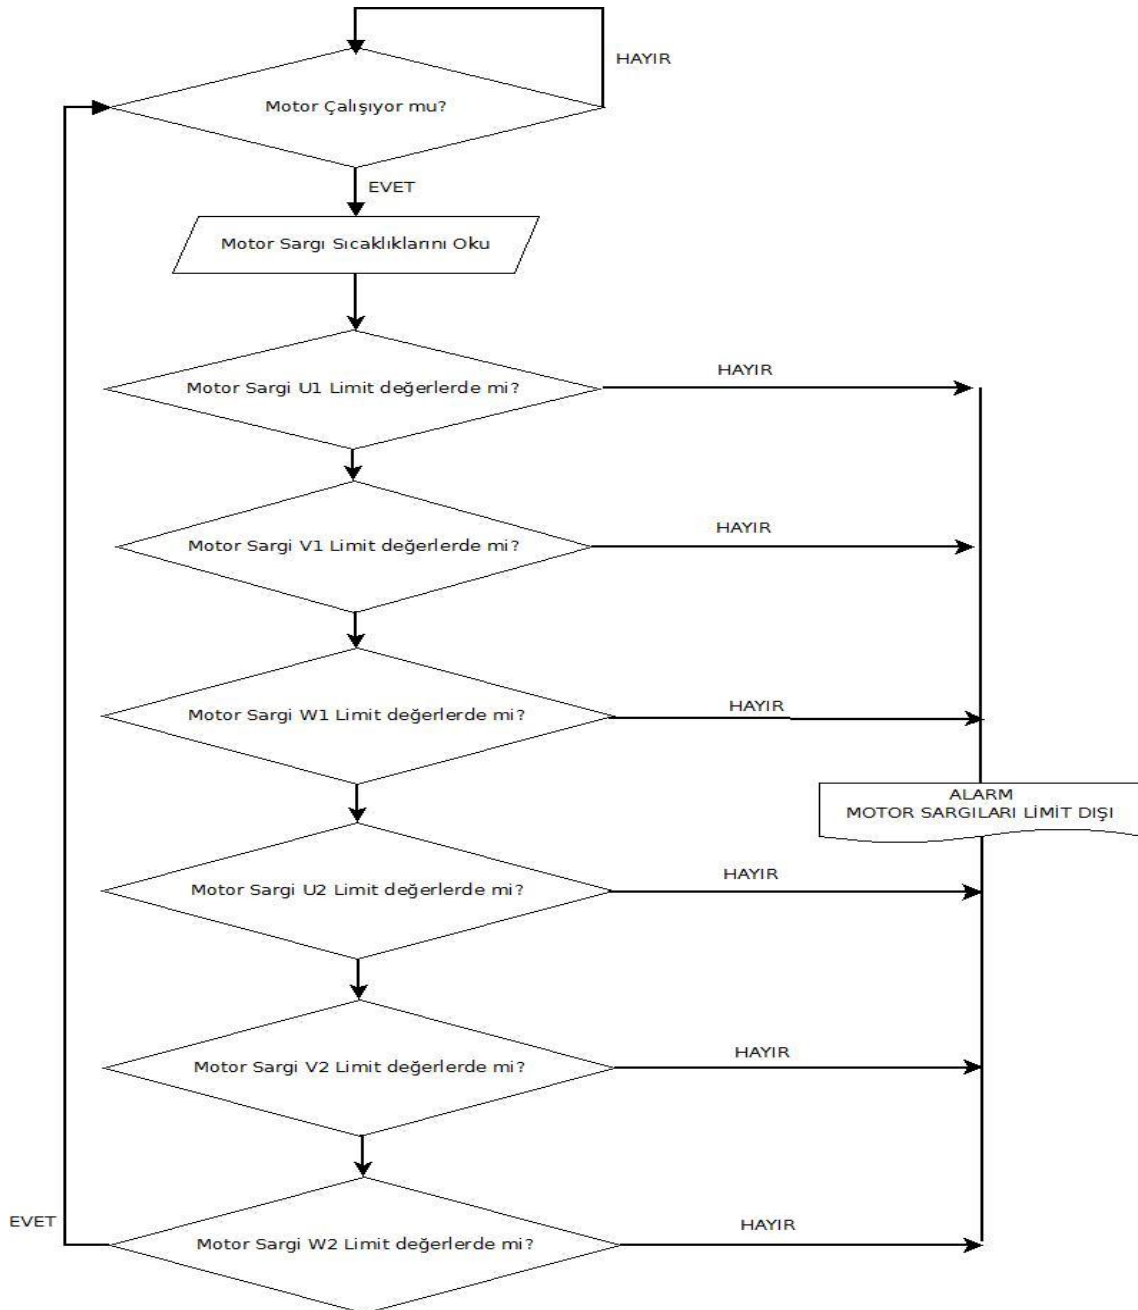 HAYIR
Motor Çalışıyor mu?
EVET
Motor Sargı Sıcaklıklarını Oku
HAYIR
Motor Sargi U1 Limit değerlerde mi?
HAYIR
Motor Sargi V1 Limit değerlerde mi?
HAYIR
Motor Sargi W1 Limit değerlerde mi?
ALARM
MOTOR SARGILARI LİMİT DIŞI
HAYIR
Motor Sargi U2 Limit değerlerde mi?
HAYIR
Motor Sargi V2 Limit değerlerde mi?
EVET
HAYIR
Motor Sargi W2 Limit değerlerde mi?